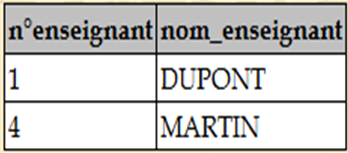 n°enseignant nom_enseignant
1 DUPONT
4 MARTIN